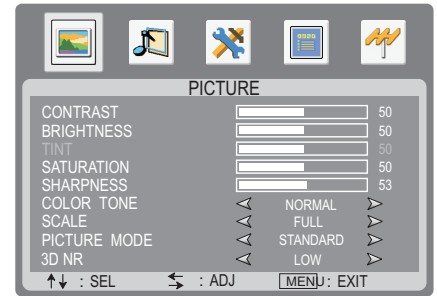 PICTURE
CONTRAST 50
BRIGHTNESS 50
TINT 50
SATURATION 50
SHARPNESS 53
COLOR TONE NORMAL
SCALE FULL
PICTURE MODE STANDARD
3D NR LOW
: SEL : ADJ MENU: EXIT